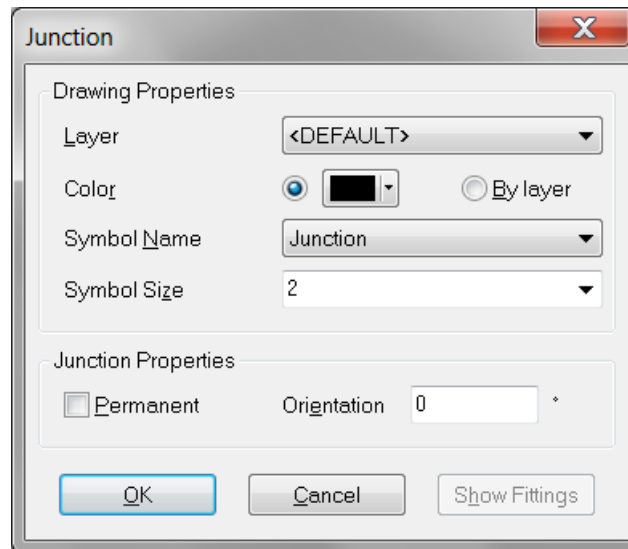 Junction
Drawing Properties
Layer <DEFAULT>
Color By layer
Symbol Name Junction
Symbol Size 2
Junction Properties
Permanent Orientation 0 °
OK Cancel Show Fittings